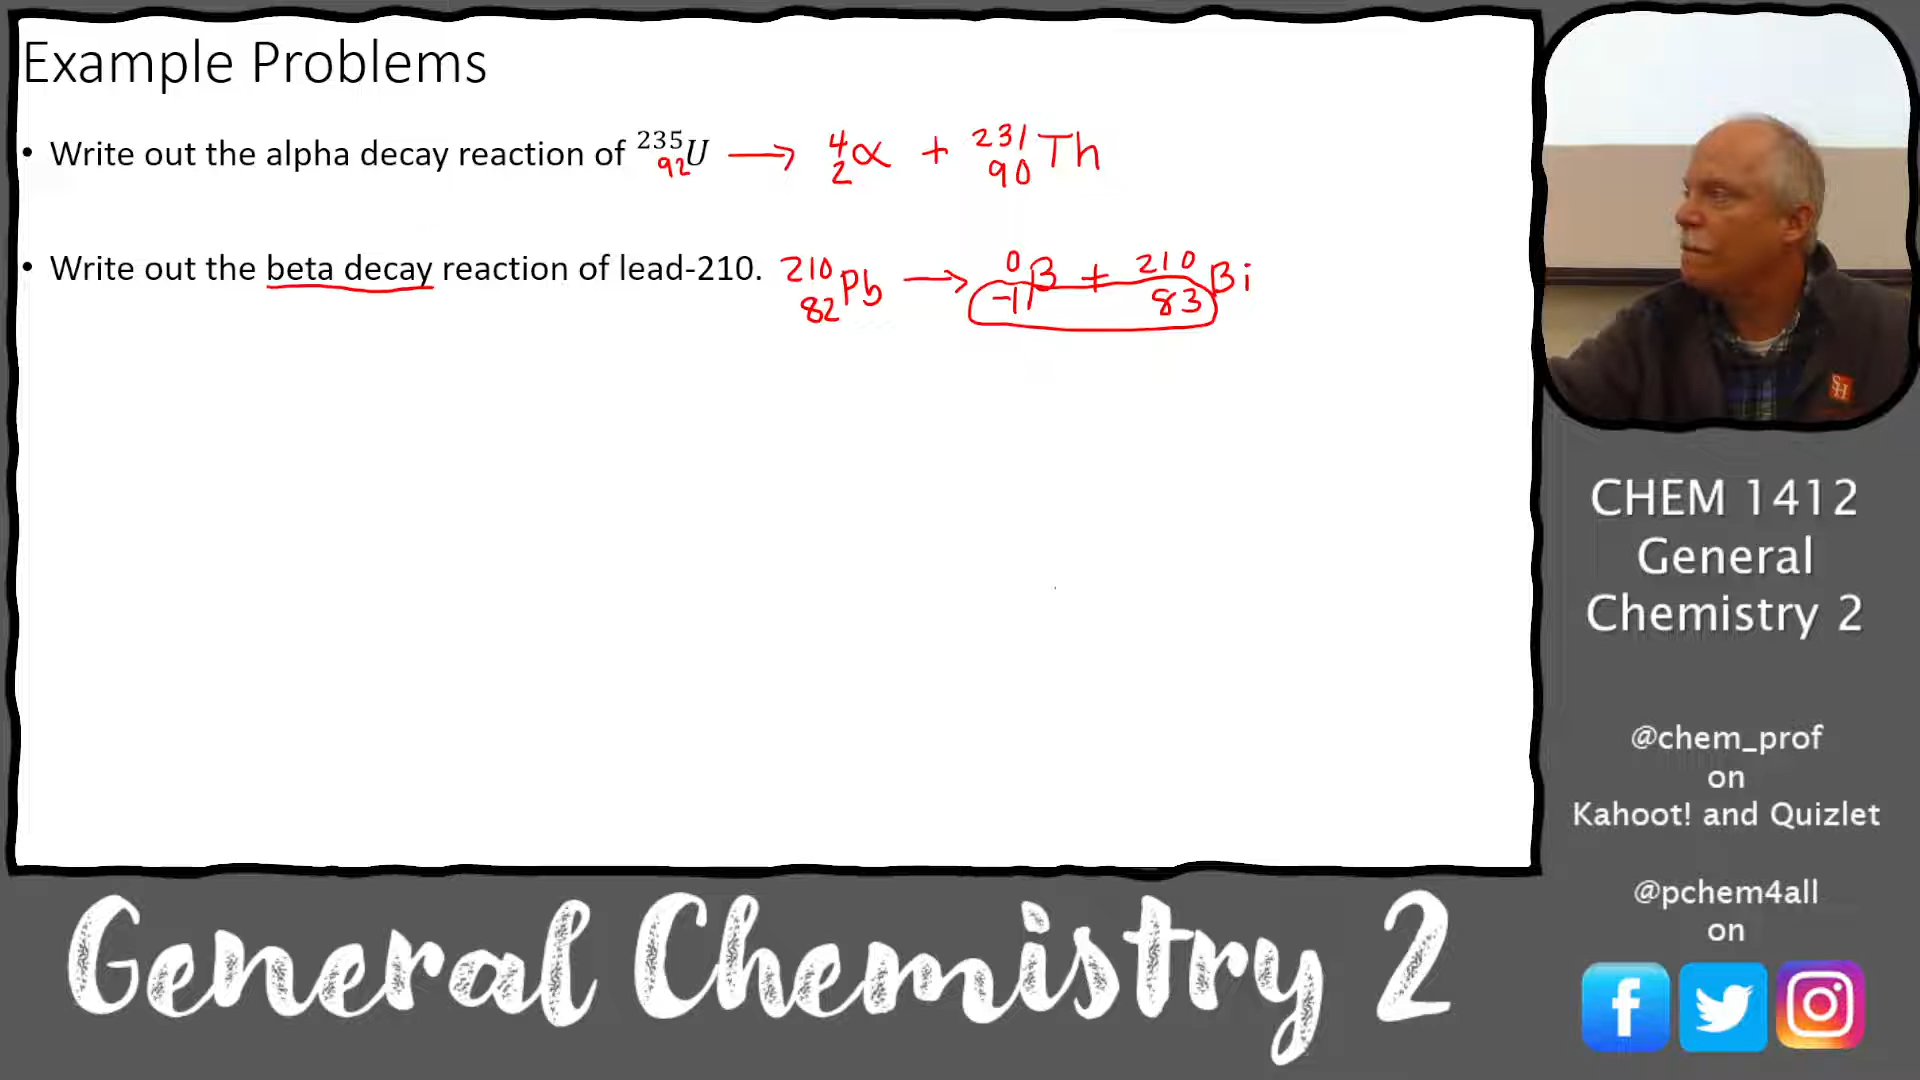 Example Problems
• Write out the alpha decay reaction of ²³⁵₉₂U ⟶ ⁴₂α + ²³¹₉₀Th
• Write out the beta decay reaction of lead-210. ²¹⁰₈₂Pb ⟶ ⁰₋₁β + ²¹⁰₈₃Bi
SH
CHEM 1412
General
Chemistry 2
@chem_prof
on
Kahoot! and Quizlet
@pchem4all
on
General Chemistry 2